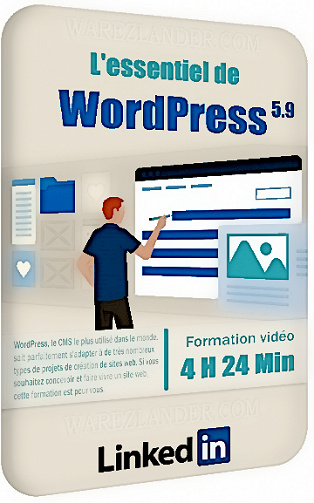 WAREZLANDER.COM
L'essentiel de
WordPress 5.9
WordPress, le CMS le plus utilisé dans le monde,
sait parfaitement s'adapter à de très nombreux
types de projets de création de sites web. Si vous
souhaitez concevoir et faire vivre un site web,
cette formation est pour vous.
Formation vidéo
4 H 24 Min
WAREZLANDER.COM
Linked in